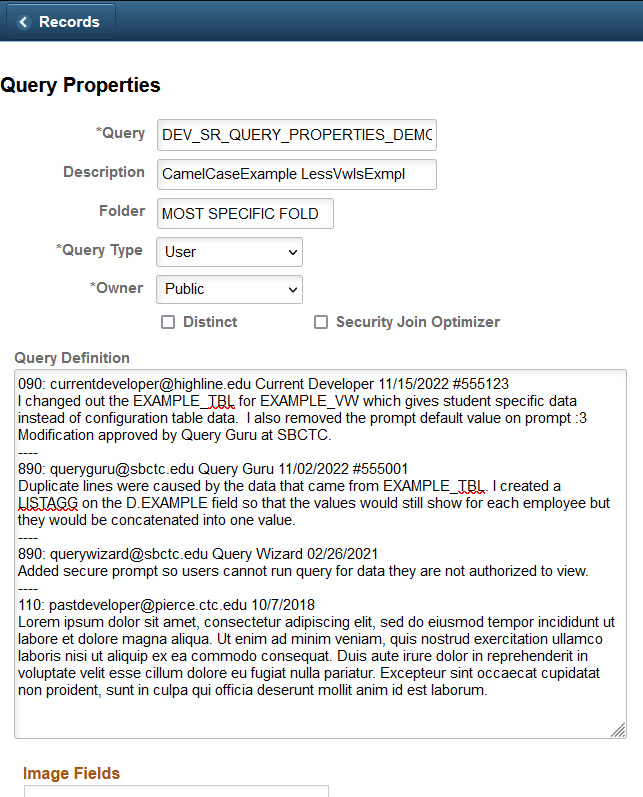 Records
Query Properties
*Query DEV_SR_QUERY_PROPERTIES_DEMO
Description CamelCaseExample LessVwlsExmpl
Folder MOST SPECIFIC FOLD
*Query Type User
*Owner Public
Distinct Security Join Optimizer
Query Definition
090: currentdeveloper@highline.edu Current Developer 11/15/2022 #555123
I changed out the EXAMPLE_TBL for EXAMPLE_VW which gives student specific data
instead of configuration table data.  I also removed the prompt default value on prompt :3
Modification approved by Query Guru at SBCTC.
----
890: queryguru@sbctc.edu Query Guru 11/02/2022 #555001
Duplicate lines were caused by the data that came from EXAMPLE_TBL. I created a
LISTAGG on the D.EXAMPLE field so that the values would still show for each employee but
they would be concatenated into one value.
----
890: querywizard@sbctc.edu Query Wizard 02/26/2021
Added secure prompt so users cannot run query for data they are not authorized to view.
----
110: pastdeveloper@pierce.ctc.edu 10/7/2018
Lorem ipsum dolor sit amet, consectetur adipiscing elit, sed do eiusmod tempor incididunt ut
labore et dolore magna aliqua. Ut enim ad minim veniam, quis nostrud exercitation ullamco
laboris nisi ut aliquip ex ea commodo consequat. Duis aute irure dolor in reprehenderit in
voluptate velit esse cillum dolore eu fugiat nulla pariatur. Excepteur sint occaecat cupidatat
non proident, sunt in culpa qui officia deserunt mollit anim id est laborum.
Image Fields